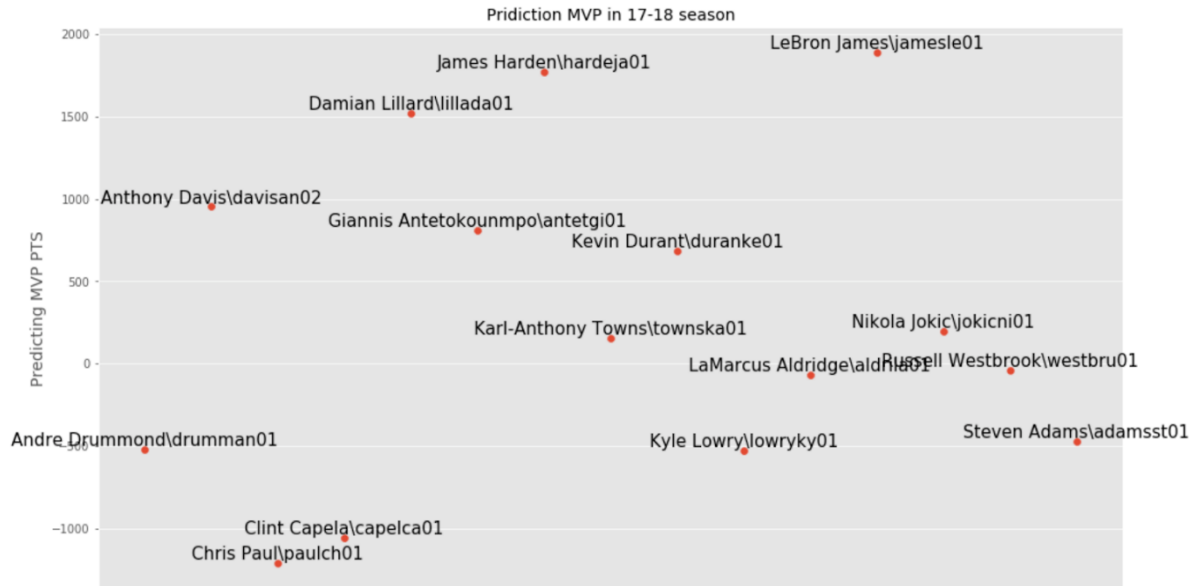 Pridiction MVP in 17-18 season
2000
LeBron James\jamesle01
James Harden\hardeja01
Damian Lillard\lillada01
1500
Anthony Davis\davisan02
1000
Giannis Antetokounmpo\antetgi01
Kevin Durant\duranke01
Predicting MVP PTS
500
Nikola Jokic\jokicni01
Karl-Anthony Towns\townska01
0
LaMarcus Aldridge\aldrila01
Russell Westbrook\westbru01
Steven Adams\adamsst01
Andre Drummond\drumman01
Kyle Lowry\lowryky01
−500
Clint Capela\capelca01
−1000
Chris Paul\paulch01